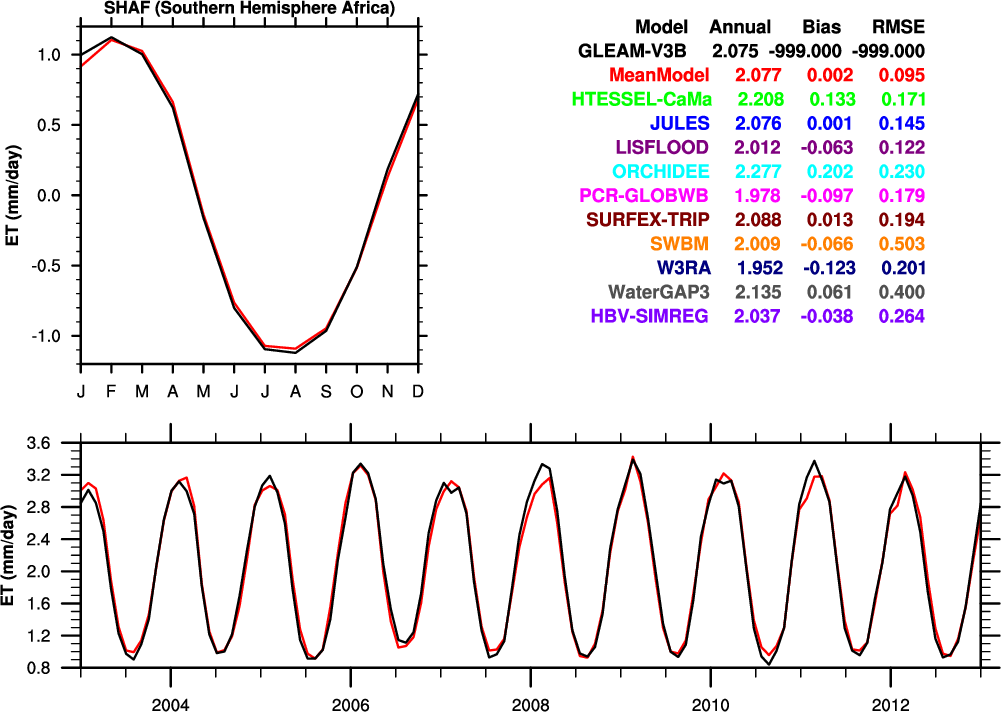 SHAF (Southern Hemisphere Africa)
1.0
0.5
0.0
-0.5
-1.0
ET (mm/day)
J F M A M J J A S O N D
Model Annual Bias RMSE
GLEAM-V3B 2.075 -999.000 -999.000
MeanModel 2.077 0.002 0.095
HTESSEL-CaMa 2.208 0.133 0.171
JULES 2.076 0.001 0.145
LISFLOOD 2.012 -0.063 0.122
ORCHIDEE 2.277 0.202 0.230
PCR-GLOBWB 1.978 -0.097 0.179
SURFEX-TRIP 2.088 0.013 0.194
SWBM 2.009 -0.066 0.503
W3RA 1.952 -0.123 0.201
WaterGAP3 2.135 0.061 0.400
HBV-SIMREG 2.037 -0.038 0.264
3.6
3.2
2.8
2.4
2.0
1.6
1.2
0.8
ET (mm/day)
2004 2006 2008 2010 2012